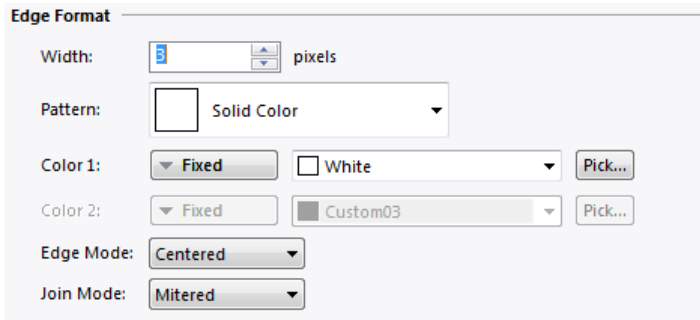 Edge Format
Width: 3 pixels
Pattern: Solid Color
Color 1: Fixed White Pick...
Color 2: Fixed Custom03 Pick...
Edge Mode: Centered
Join Mode: Mitered